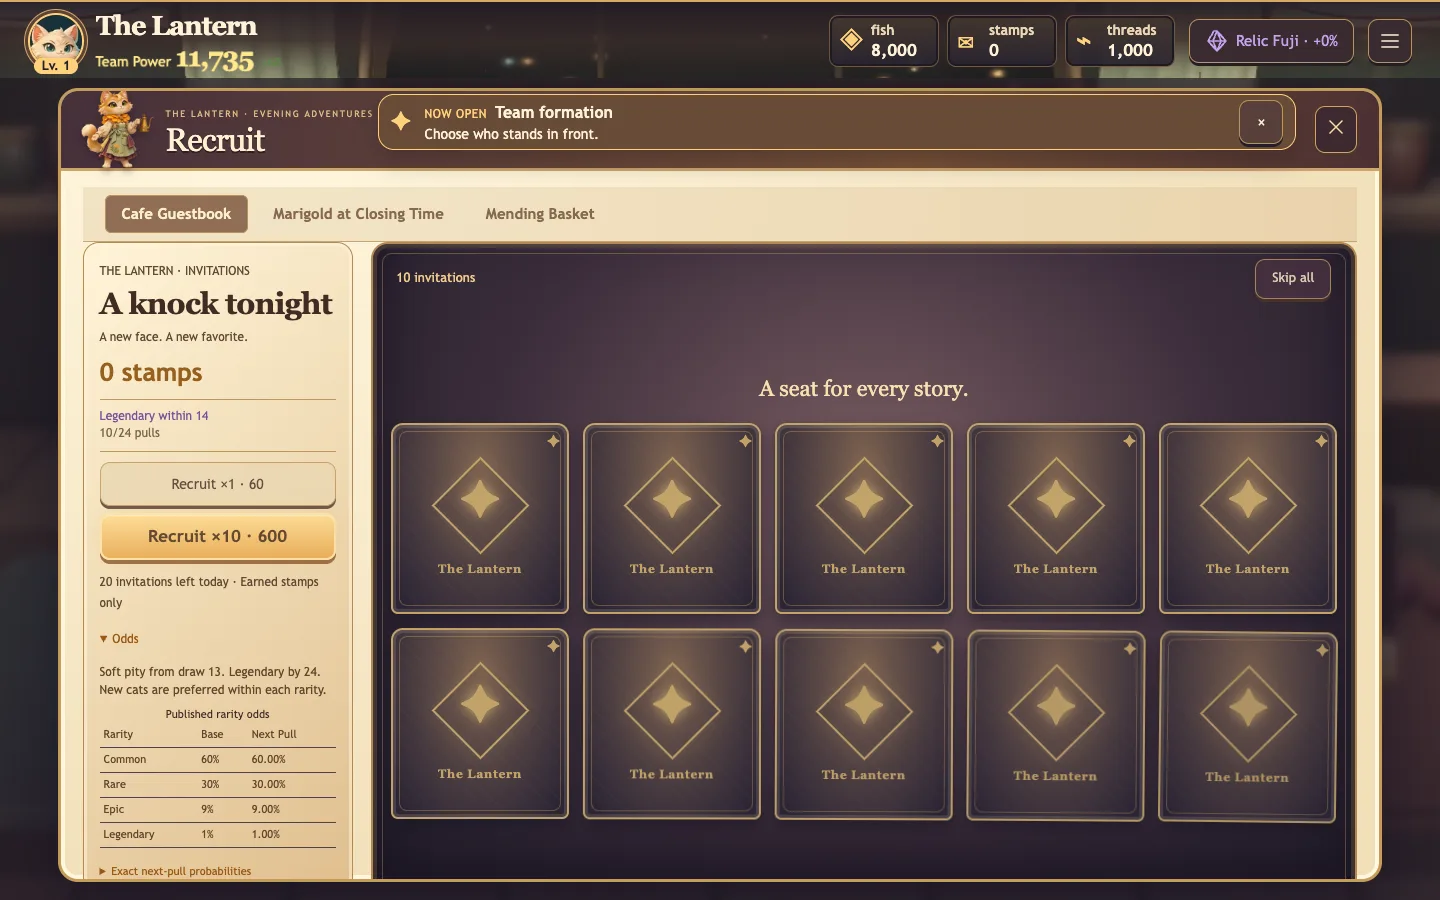 The Lantern
Lv. 1
Team Power 11,735
fish
8,000
stamps
0
threads
1,000
Relic Fuji · +0%
THE LANTERN · EVENING ADVENTURES
Recruit
NOW OPEN Team formation
Choose who stands in front.
×
Cafe Guestbook
Marigold at Closing Time
Mending Basket
THE LANTERN · INVITATIONS
A knock tonight
A new face. A new favorite.
0 stamps
Legendary within 14
10/24 pulls
Recruit ×1 · 60
Recruit ×10 · 600
20 invitations left today · Earned stamps
only
▼ Odds
Soft pity from draw 13. Legendary by 24.
New cats are preferred within each rarity.
Published rarity odds
Rarity Base Next Pull
Common 60% 60.00%
Rare 30% 30.00%
Epic 9% 9.00%
Legendary 1% 1.00%
▶ Exact next-pull probabilities
10 invitations
Skip all
A seat for every story.
The Lantern
The Lantern
The Lantern
The Lantern
The Lantern
The Lantern
The Lantern
The Lantern
The Lantern
The Lantern